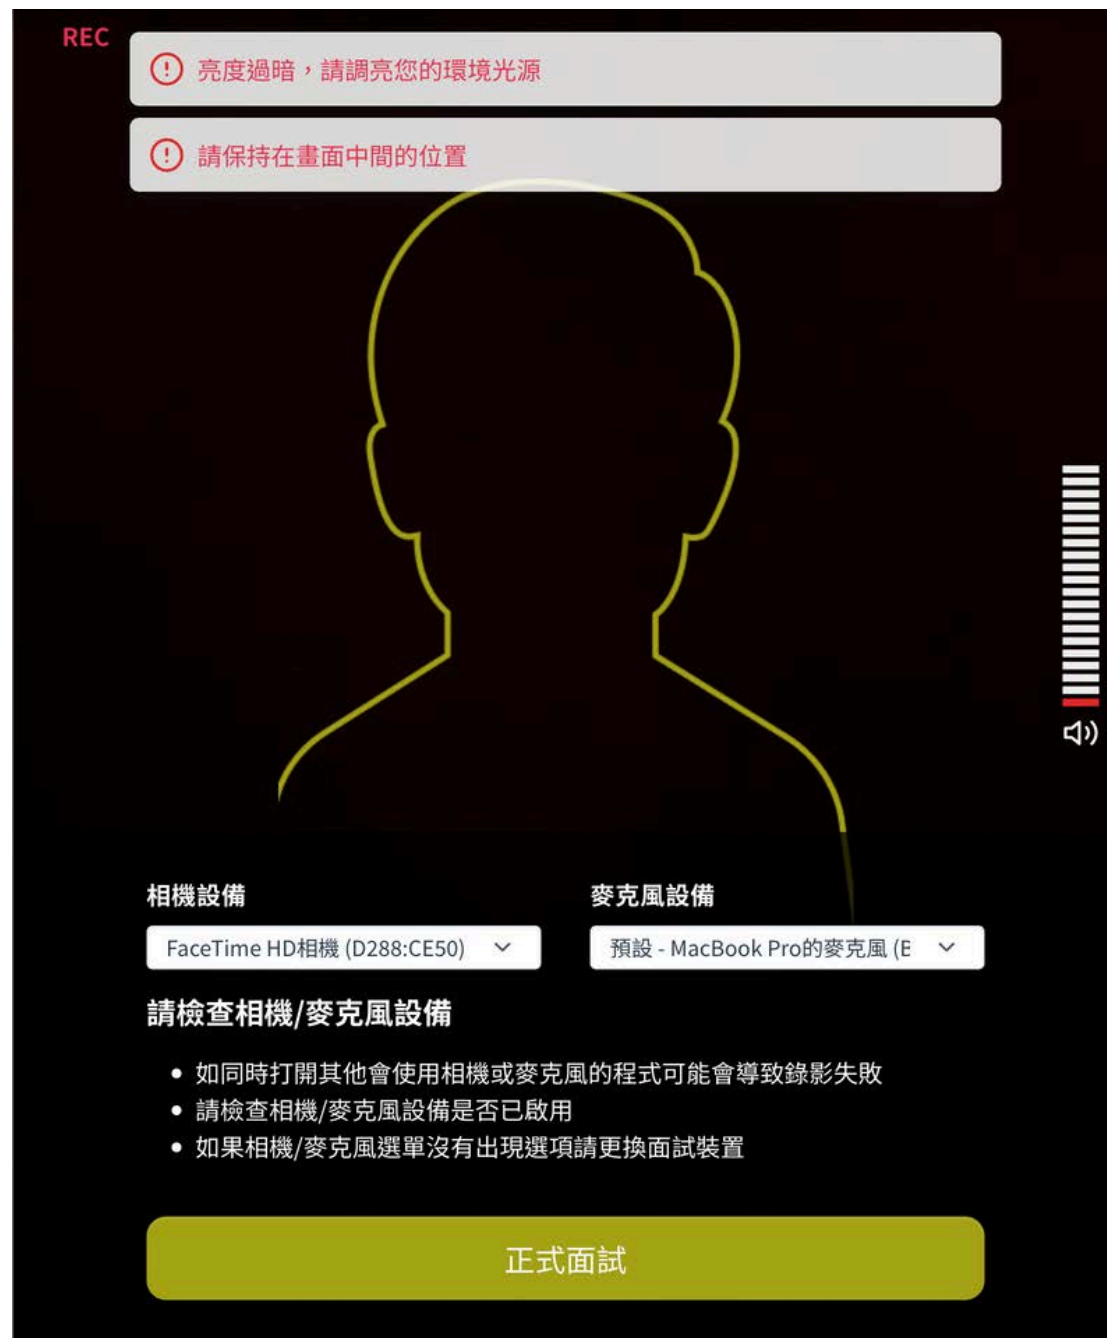 REC
亮度過暗，請調亮您的環境光源
請保持在畫面中間的位置
相機設備
麥克風設備
FaceTime HD相機 (D288:CE50)
預設 - MacBook Pro的麥克風 (E
請檢查相機/麥克風設備
如同時打開其他會使用相機或麥克風的程式可能會導致錄影失敗
請檢查相機/麥克風設備是否已啟用
如果相機/麥克風選單沒有出現選項請更換面試裝置
正式面試